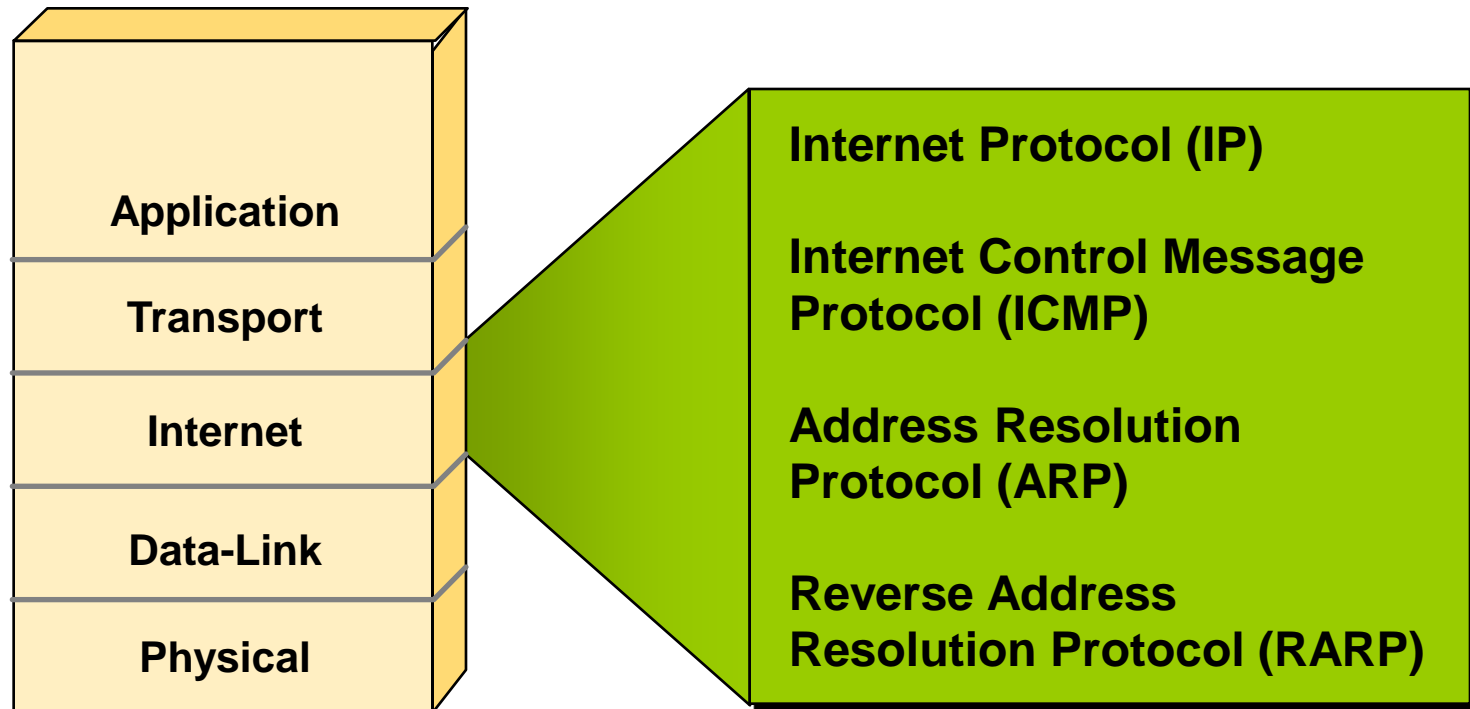 Application
Transport
Internet
Data-Link
Physical
Internet Protocol (IP)
Internet Control Message
Protocol (ICMP)
Address Resolution
Protocol (ARP)
Reverse Address
Resolution Protocol (RARP)